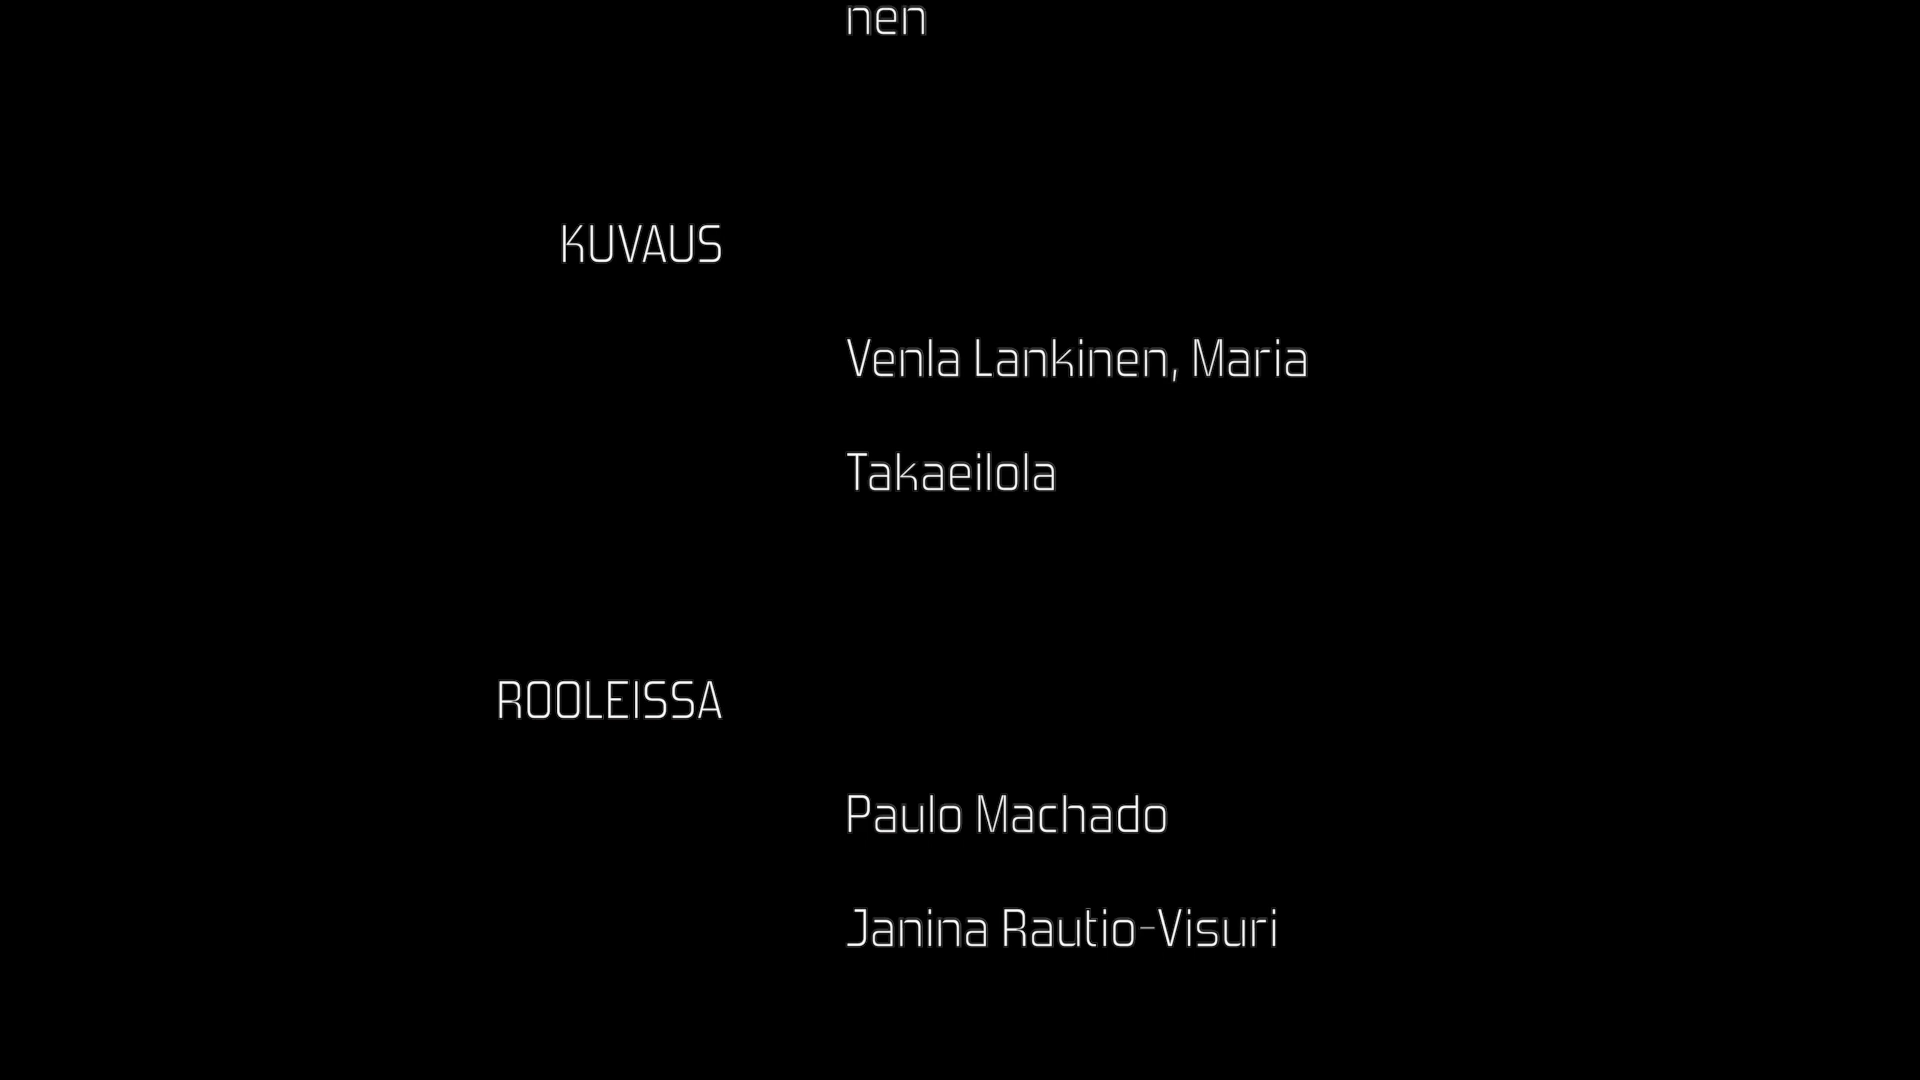 nen
KUVAUS
Venla Lankinen, Maria
Takaeilola
ROOLEISSA
Paulo Machado
Janina Rautio-Visuri